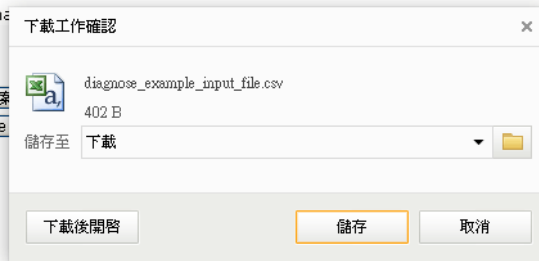 下載工作確認
diagnose_example_input_file.csv
402 B
儲存至 下載
下載後開啓 儲存 取消